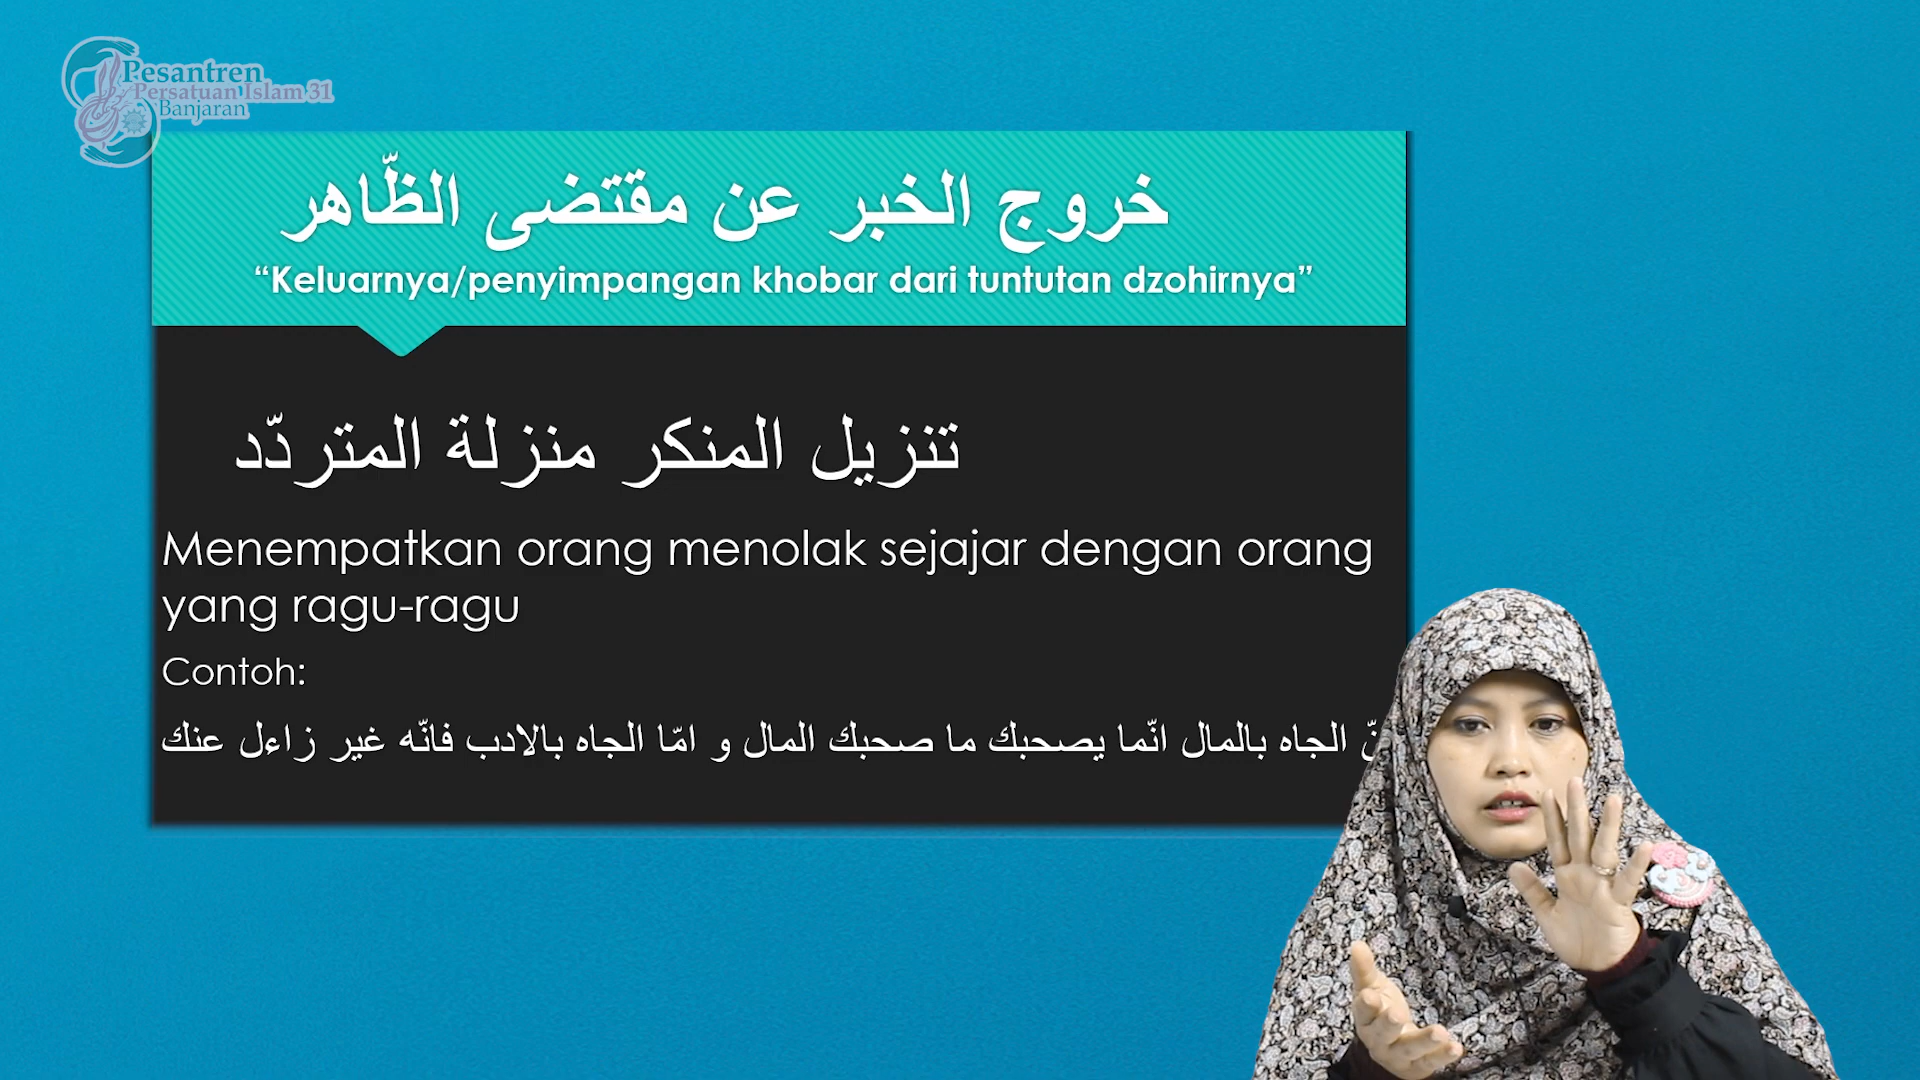 Pesantren
Persatuan Islam 31
Banjaran
خروج الخبر عن مقتضى الظّاهر
“Keluarnya/penyimpangan khobar dari tuntutan dzohirnya”
تنزيل المنكر منزلة المتردّد
Menempatkan orang menolak sejajar dengan orang
yang ragu-ragu
Contoh:
الجاه بالمال انّما يصحبك ما صحبك المال و امّا الجاه بالادب فانّه غير زاءل عنك